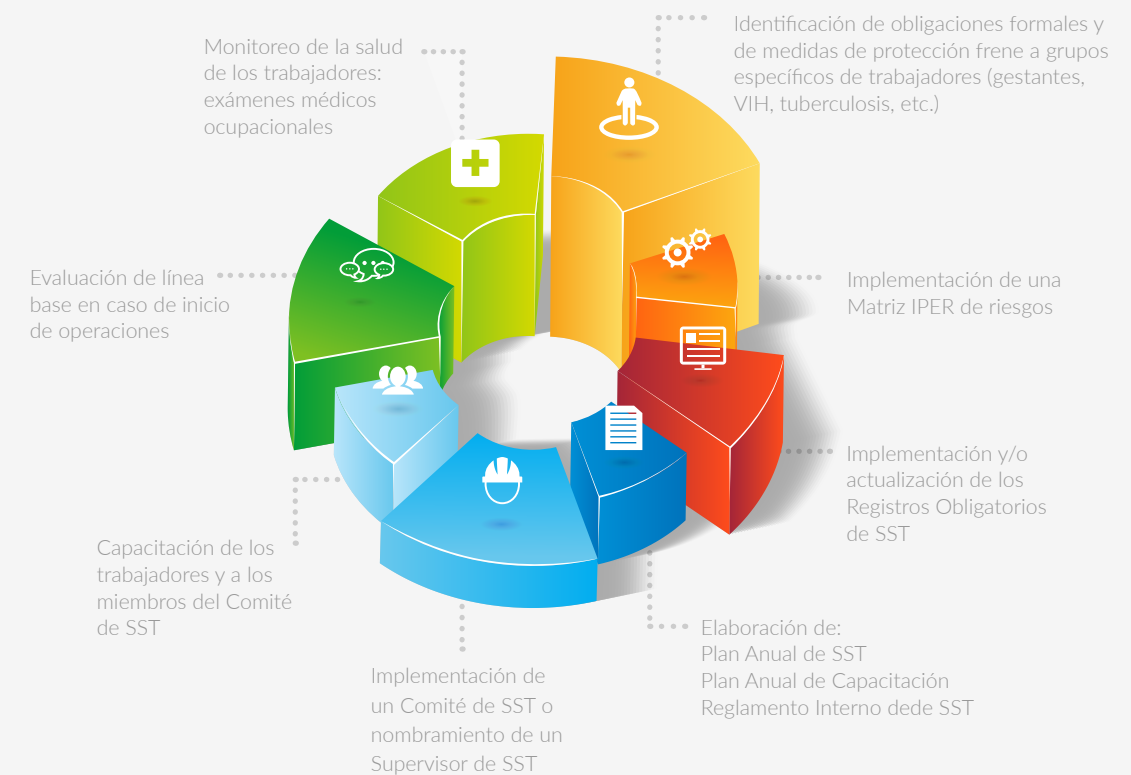 Monitoreo de la salud
de los trabajadores:
exámenes médicos
ocupacionales
Identificación de obligaciones formales y
de medidas de protección frene a grupos
específicos de trabajadores (gestantes,
VIH, tuberculosis, etc.)
Evaluación de línea
base en caso de inicio
de operaciones
Implementación de una
Matriz IPER de riesgos
Implementación y/o
actualización de los
Registros Obligatorios
de SST
Capacitación de los
trabajadores y a los
miembros del Comité
de SST
Elaboración de:
Plan Anual de SST
Plan Anual de Capacitación
Reglamento Interno dede SST
Implementación de
un Comité de SST o
nombramiento de un
Supervisor de SST